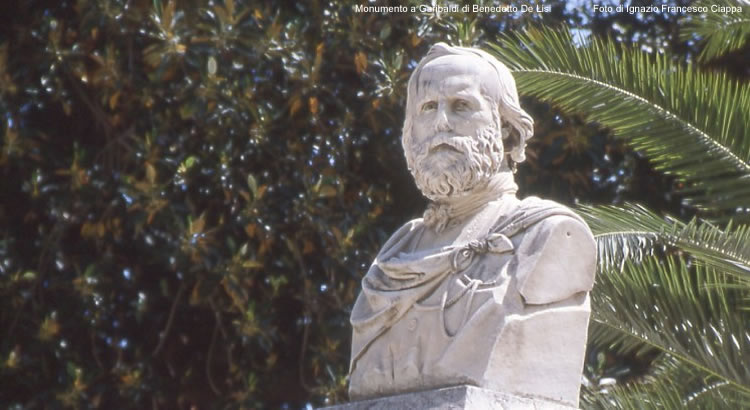 Monumento a Garibaldi di Benedetto De Lisi
Foto di Ignazio Francesco Ciappa